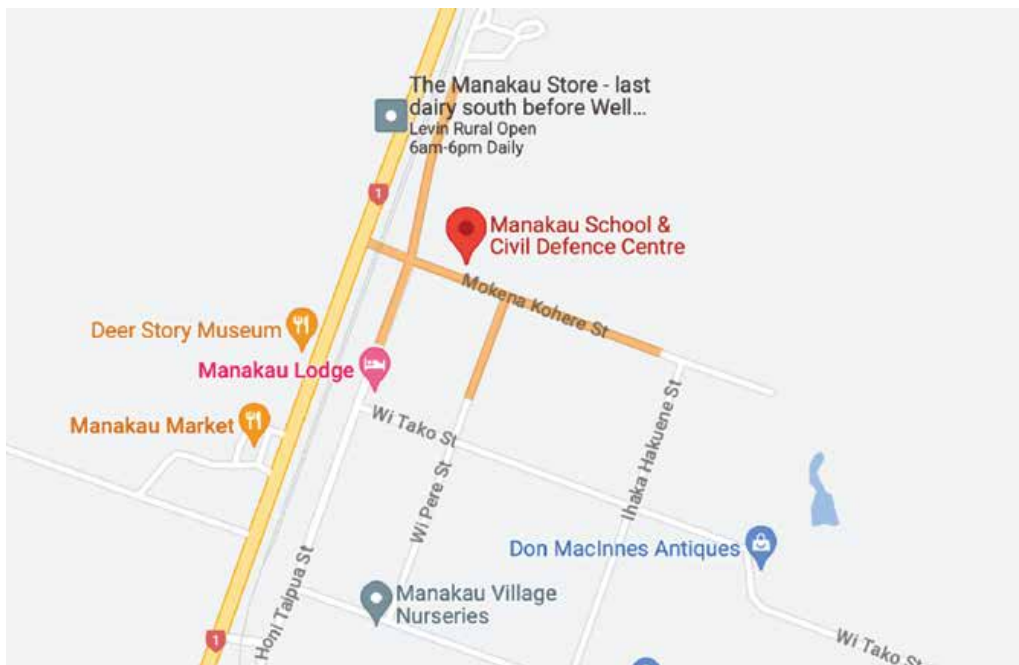 The Manakau Store - last
dairy south before Well...
Levin Rural Open
6am-6pm Daily
1
Manakau School &
Civil Defence Centre
Mokena Kohere St
Deer Story Museum
Manakau Lodge
Manakau Market
Wi Tako St
Ihaka Hakuene St
Wi Pere St
Don MacInnes Antiques
Manakau Village
Nurseries
Honi Taipua St
1
Wi Tako St